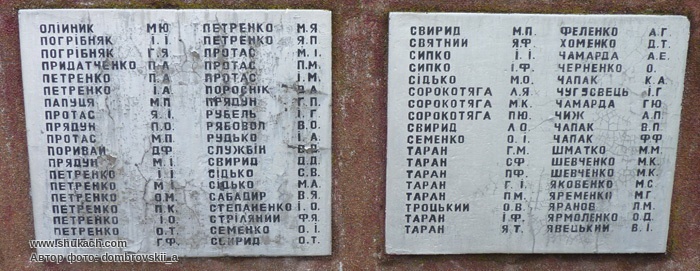 ОЛІЙНИК М.Ю. ПЕТРЕНКО М.Я.
ПОГРІБНЯК І.І. ПЕТРЕНКО Я.П.
ПОГРІБНЯК Г.Я. ПРОТАС М.І.
ПРИДАТЧЕНКО П.А. ПРОТАС П.М.
ПЕТРЕНКО П.А. ПРОТАС І.М.
ПЕТРЕНКО І.А. ПОРОСНІК В.А.
ПАПУЦЯ М.П. ПРЯДУН Г.П.
ПРОТАС Я.І. РУБЕЛЬ І.Г.
ПРЯДУН П.О. РЯБОВОЛ В.О.
ПРОТАС М.П. РУДЬКО І.А.
ПОРИВАЙ Д.Ф. СЛУЖБІН В.В.
ПРЯДУН М.І. СВИРИД Д.Д.
ПЕТРЕНКО І.І. СІДЬКО С.В.
ПЕТРЕНКО М.І. СІДЬКО М.А.
ПЕТРЕНКО О.М. САБАДИР В.Я.
ПЕТРЕНКО П.К. СТЕПАНЕНКО І.О.
ПЕТРЕНКО І.О. СТРІЛЯНИЙ Ф.Я.
ПЕТРЕНКО О.Т. СЕМЕНКО О.І.
Г.Ф. СВИРИД О.Т.
СВИРИД М.П. ФЕЛЕНКО А.Г.
СВЯТНИЙ Я.Ф. ХОМЕНКО Д.Т.
СИПКО І.І. ЧАМАРДА А.Е.
СИПКО І.Ф. ЧЕРНЕНКО О.
СІДЬКО М.О. ЧАПАК К.А.
СОРОКОТЯГА Л.Я. ЧУГУЄВЕЦЬ І.Г.
СОРОКОТЯГА М.К. ЧАМАРДА Г.Ю.
СОРОКОТЯГА П.Ю. ЧИЖ А.П.
СВИРИД Л.О. ЧАПАК В.П.
СЕМЕНКО О.І. ЧАПАК Ф.Ф.
ТАРАН Г.М. ШМАТКО М.М.
ТАРАН С.Ф. ШЕВЧЕНКО М.К.
ТАРАН П.Ф. ШЕВЧЕНКО М.К.
ТАРАН Г.І. ЯКОБЕНКО М.С.
ТАРАН П.М. ЯРЕМЕНКО М.Г.
ТРОЦЬКИЙ О.В. ЯРАНОВ Л.М.
ТАРАН І.Ф. ЯРМОЛЕНКО О.Д.
ТАРАН Я.Т. ЯВЕЦЬКИЙ В.І.
www.shukach.com
Автор фото- dombrovskii_a